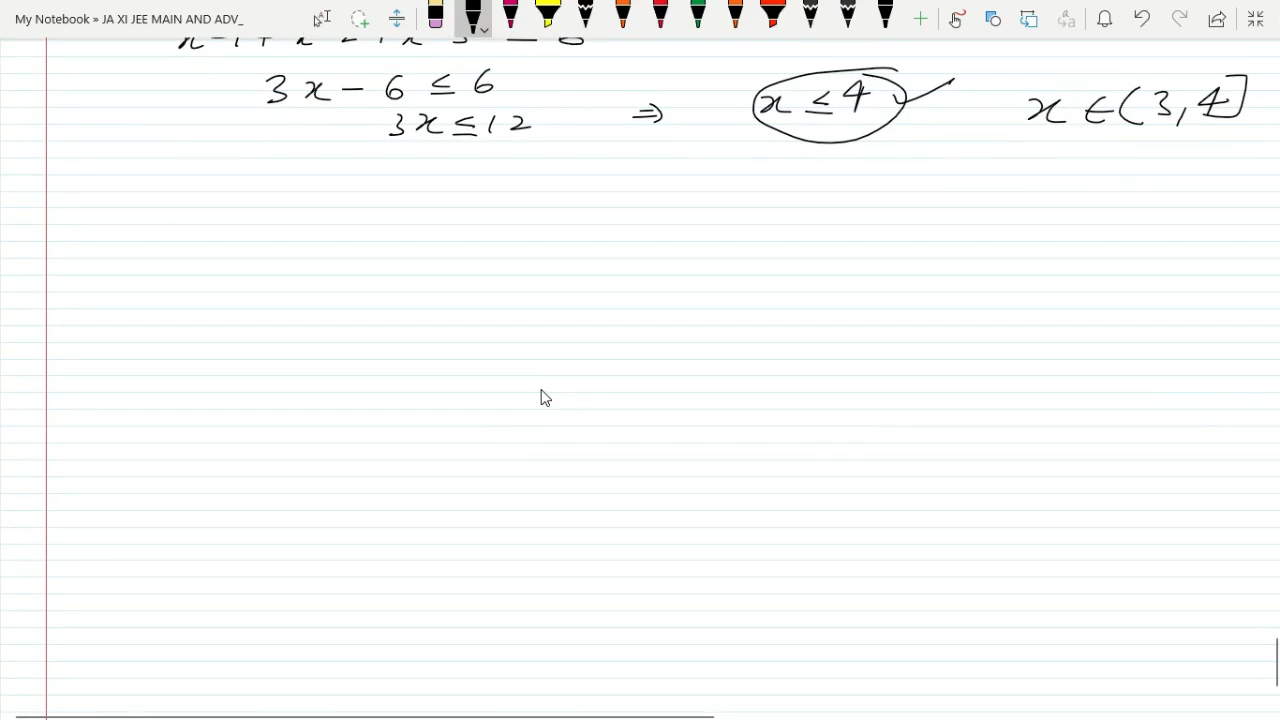 My Notebook » JA XI JEE MAIN AND ADV_
3x - 6 ≤ 6
3x ≤ 12 ⇒ x ≤ 4 ✓ x ∈ (3, 4]